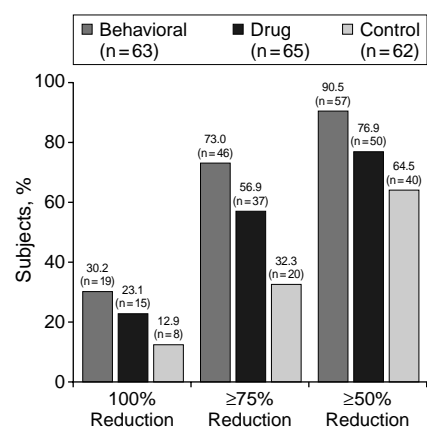 Behavioral Drug Control
(n=63) (n=65) (n=62)
100
80
60
40
20
0
Subjects, %
30.2
(n=19)
23.1
(n=15)
12.9
(n=8)
73.0
(n=46)
56.9
(n=37)
32.3
(n=20)
90.5
(n=57)
76.9
(n=50)
64.5
(n=40)
100% ≥75% ≥50%
Reduction Reduction Reduction